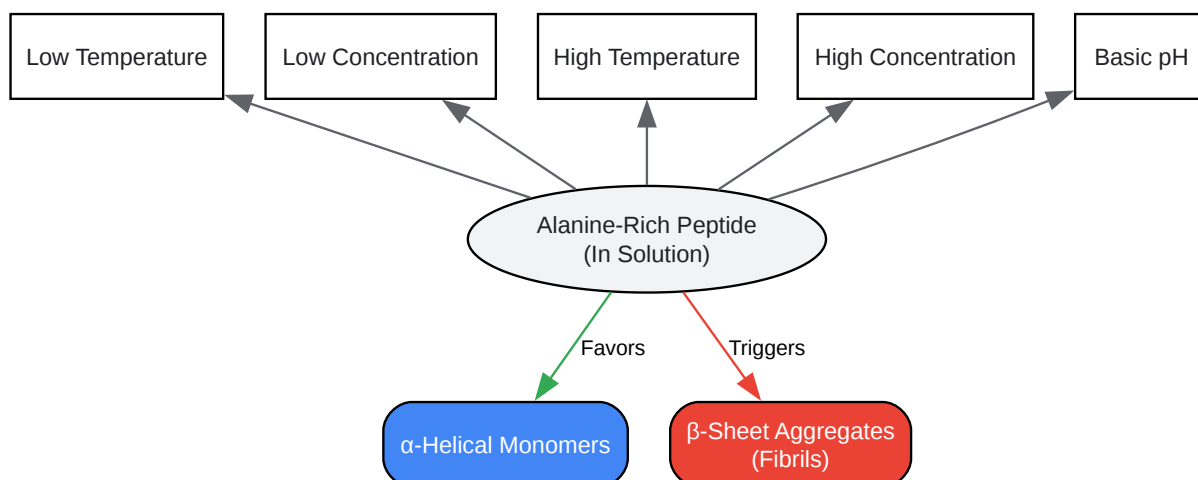 Low Temperature
Low Concentration
High Temperature
High Concentration
Basic pH
Alanine-Rich Peptide
(In Solution)
Favors
Triggers
α-Helical Monomers
β-Sheet Aggregates
(Fibrils)